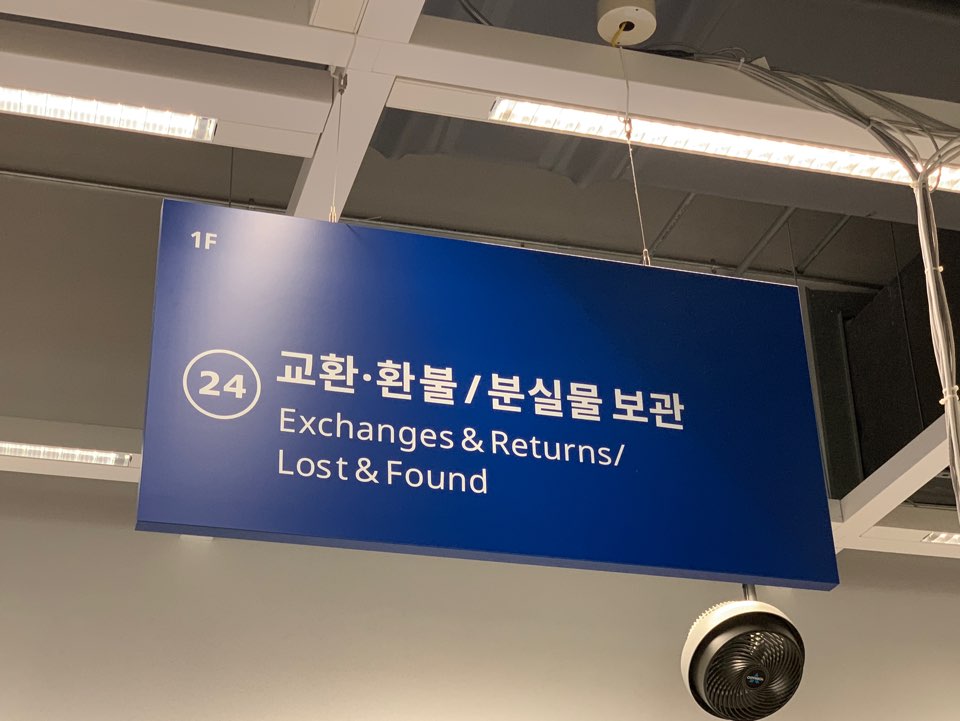 1F
24
교환·환불 / 분실물 보관
Exchanges & Returns/
Lost & Found